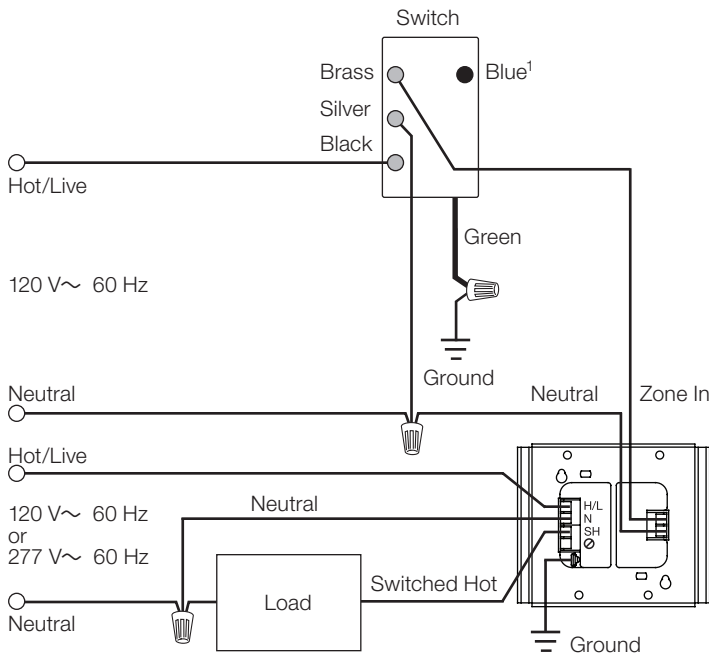 Switch
Brass
Blue¹
Silver
Black
Hot/Live
Green
120 V～ 60 Hz
Ground
Neutral
Neutral
Zone In
Hot/Live
Neutral
120 V～ 60 Hz
or
277 V～ 60 Hz
H/L
N
SH
Load
Switched Hot
Neutral
Ground